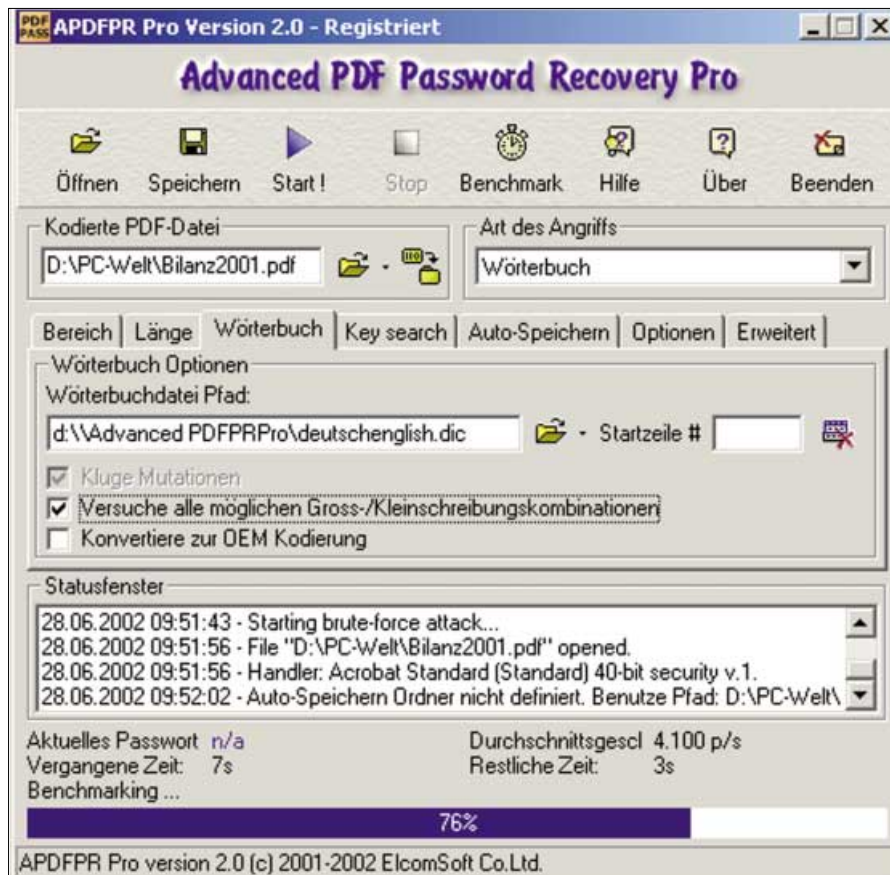 PDF PASS APDFPR Pro Version 2.0 - Registriert
Advanced PDF Password Recovery Pro
Öffnen Speichern Start ! Stop Benchmark Hilfe Über Beenden
Kodierte PDF-Datei Art des Angriffs
D:\PC-Welt\Bilanz2001.pdf Wörterbuch
Bereich Länge Wörterbuch Key search Auto-Speichern Optionen Erweitert
Wörterbuch Optionen
Wörterbuchdatei Pfad:
d:\\Advanced PDFPRPro\deutschenglish.dic Startzeile #
Kluge Mutationen
Versuche alle möglichen Gross-/Kleinschreibungskombinationen
Konvertiere zur OEM Kodierung
Statusfenster
28.06.2002 09:51:43 - Starting brute-force attack...
28.06.2002 09:51:56 - File "D:\PC-Welt\Bilanz2001.pdf" opened.
28.06.2002 09:51:56 - Handler: Acrobat Standard (Standard) 40-bit security v.1.
28.06.2002 09:52:02 - Auto-Speichern Ordner nicht definiert. Benutze Pfad: D:\PC-Welt\
Aktuelles Passwort n/a Durchschnittsgescl 4.100 p/s
Vergangene Zeit: 7s Restliche Zeit: 3s
Benchmarking ...
76%
APDFPR Pro version 2.0 (c) 2001-2002 ElcomSoft Co.Ltd.